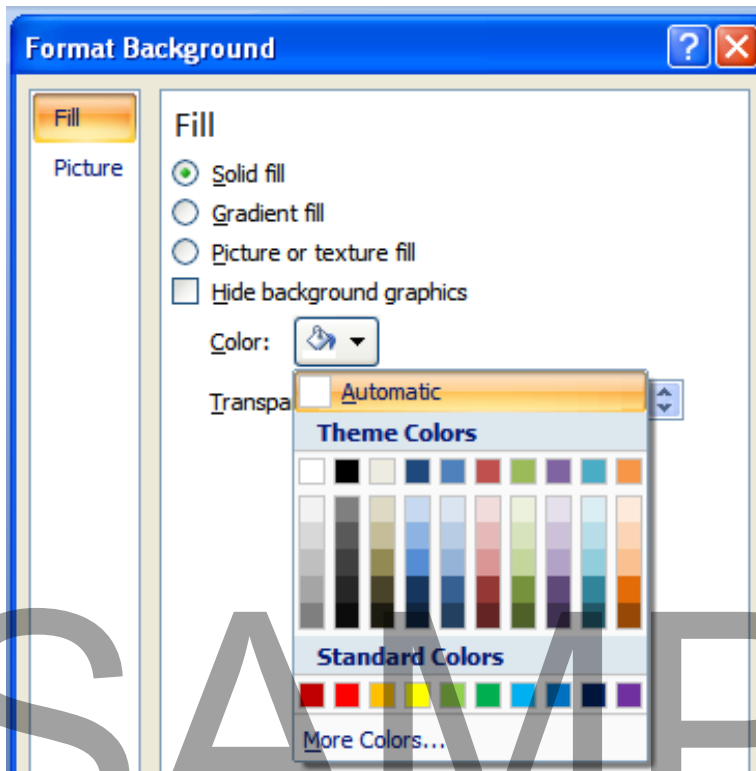 Format Background
?
Fill
Picture
Fill
Solid fill
Gradient fill
Picture or texture fill
Hide background graphics
Color:
Transpa
Automatic
Theme Colors
Standard Colors
More Colors...
SAMP